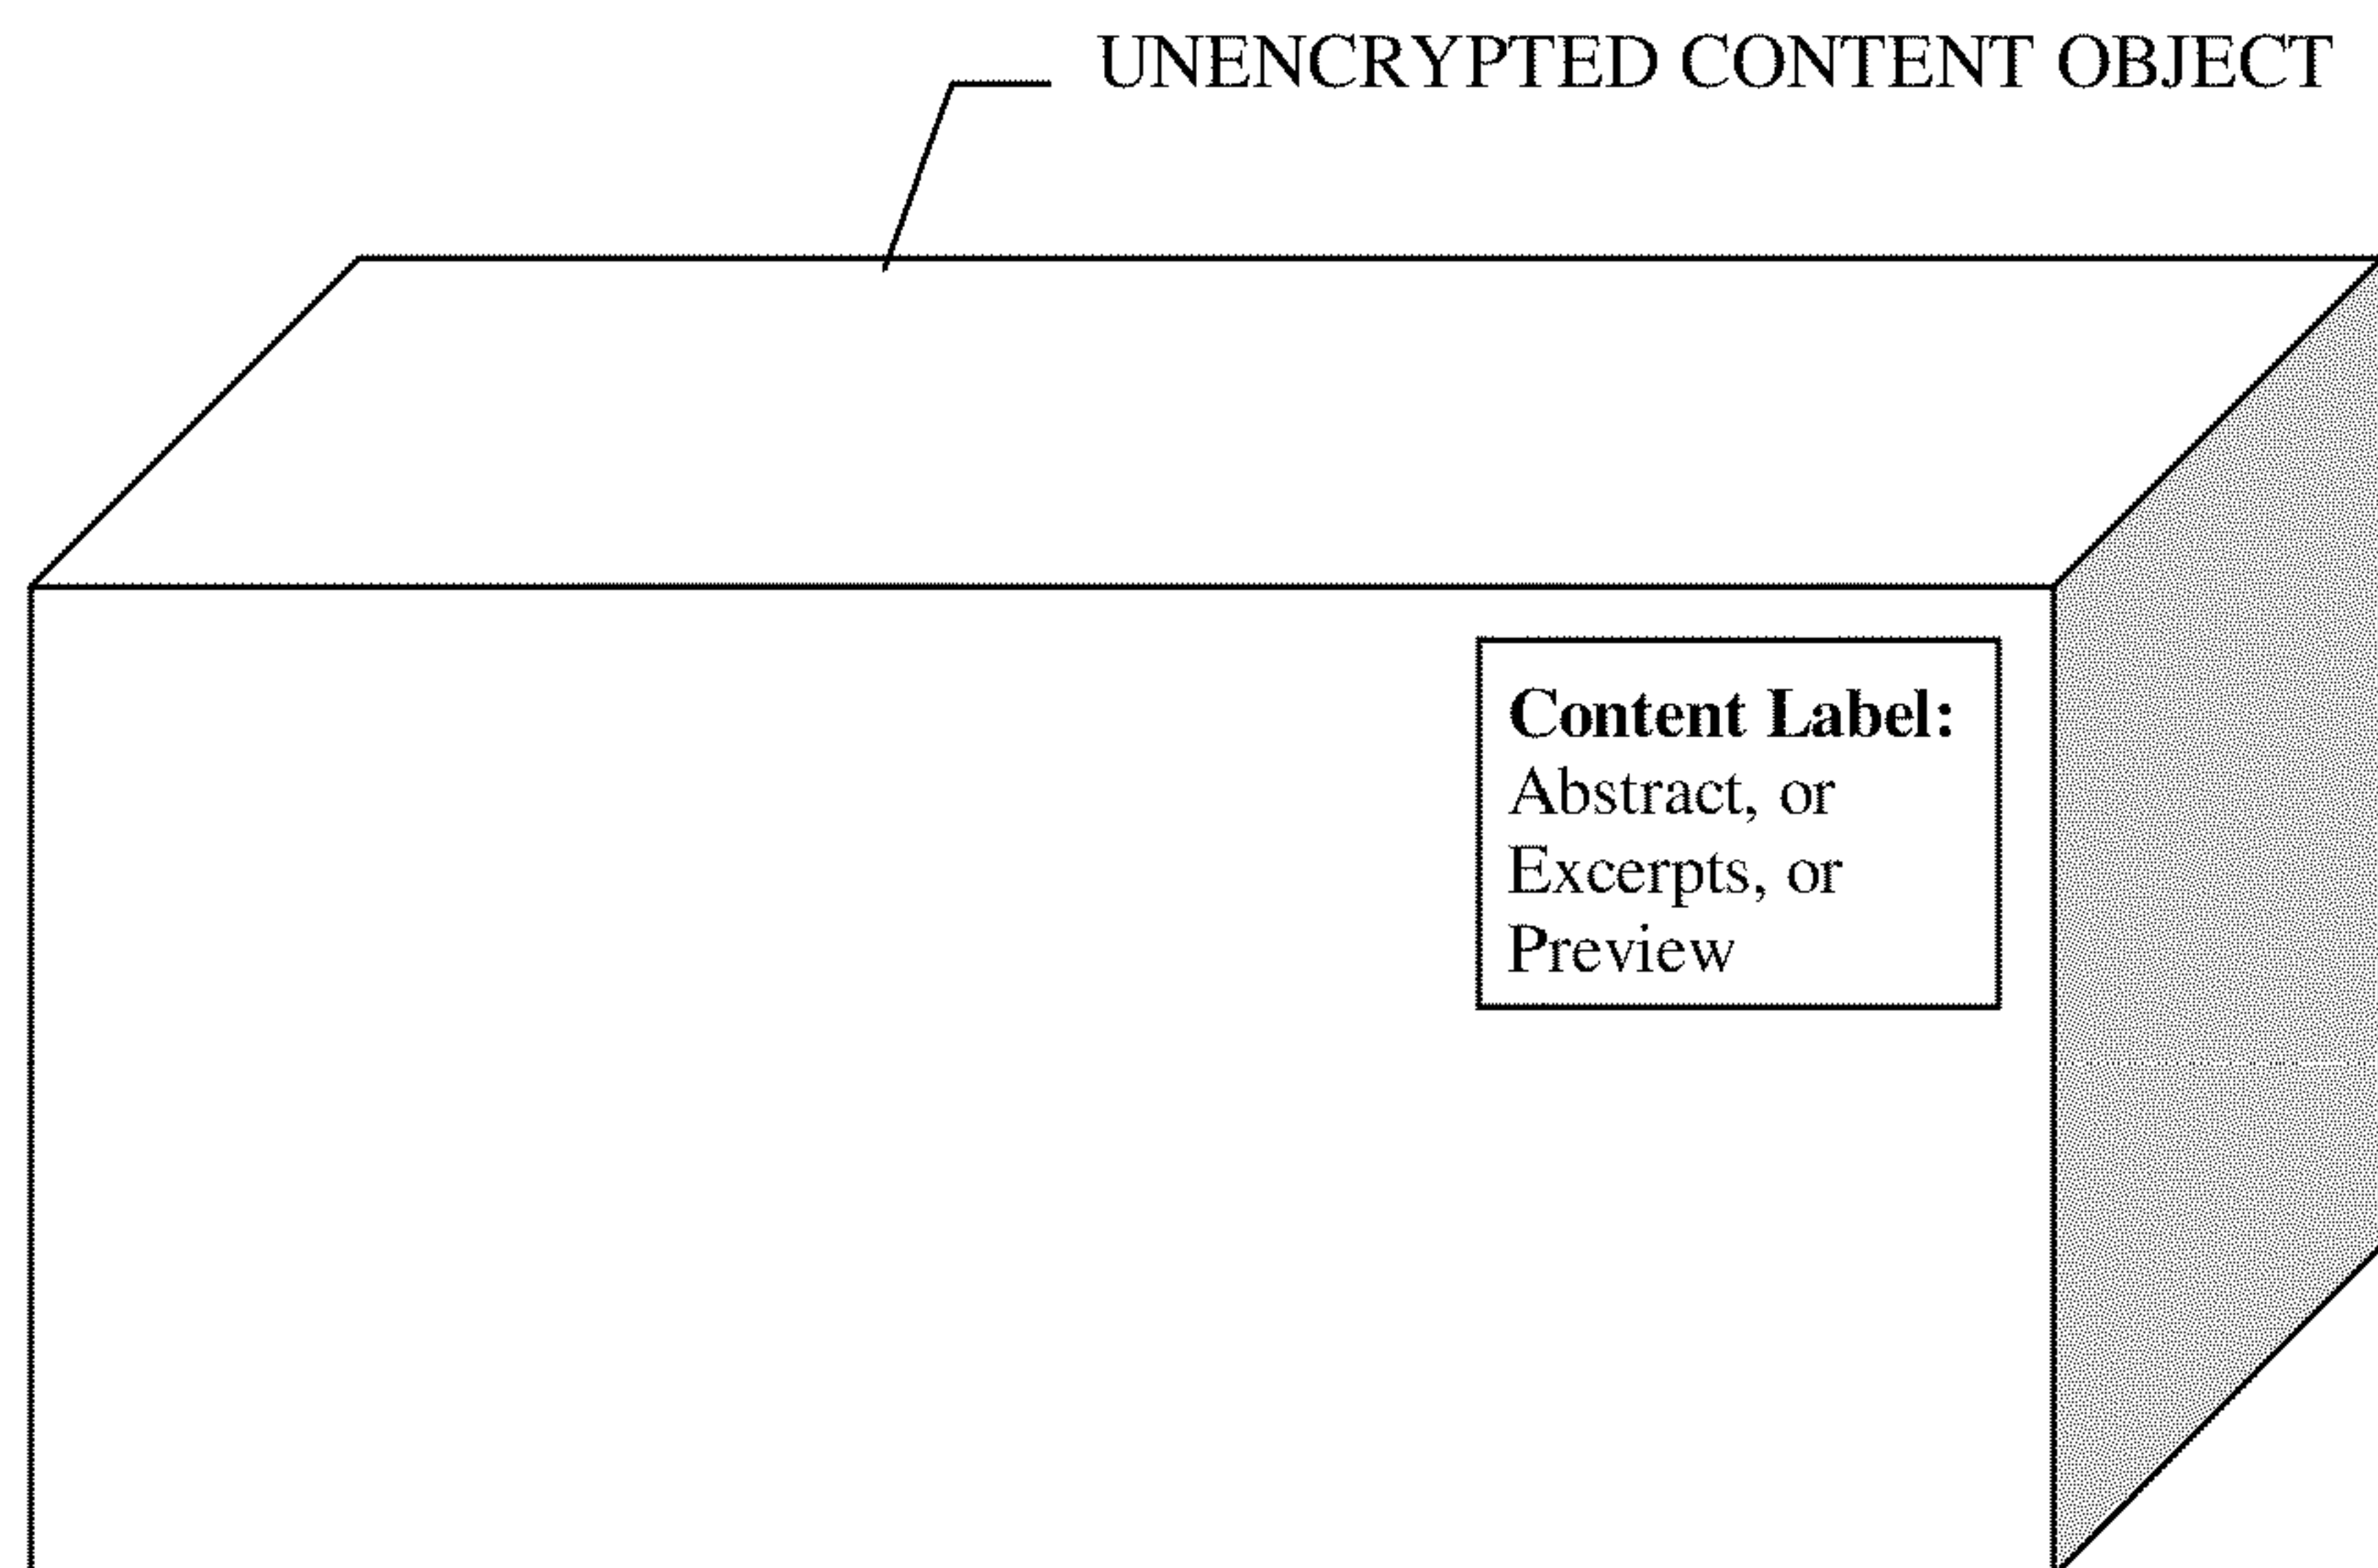 UNENCRYPTED CONTENT OBJECT
Content Label:
Abstract, or
Excerpts, or
Preview